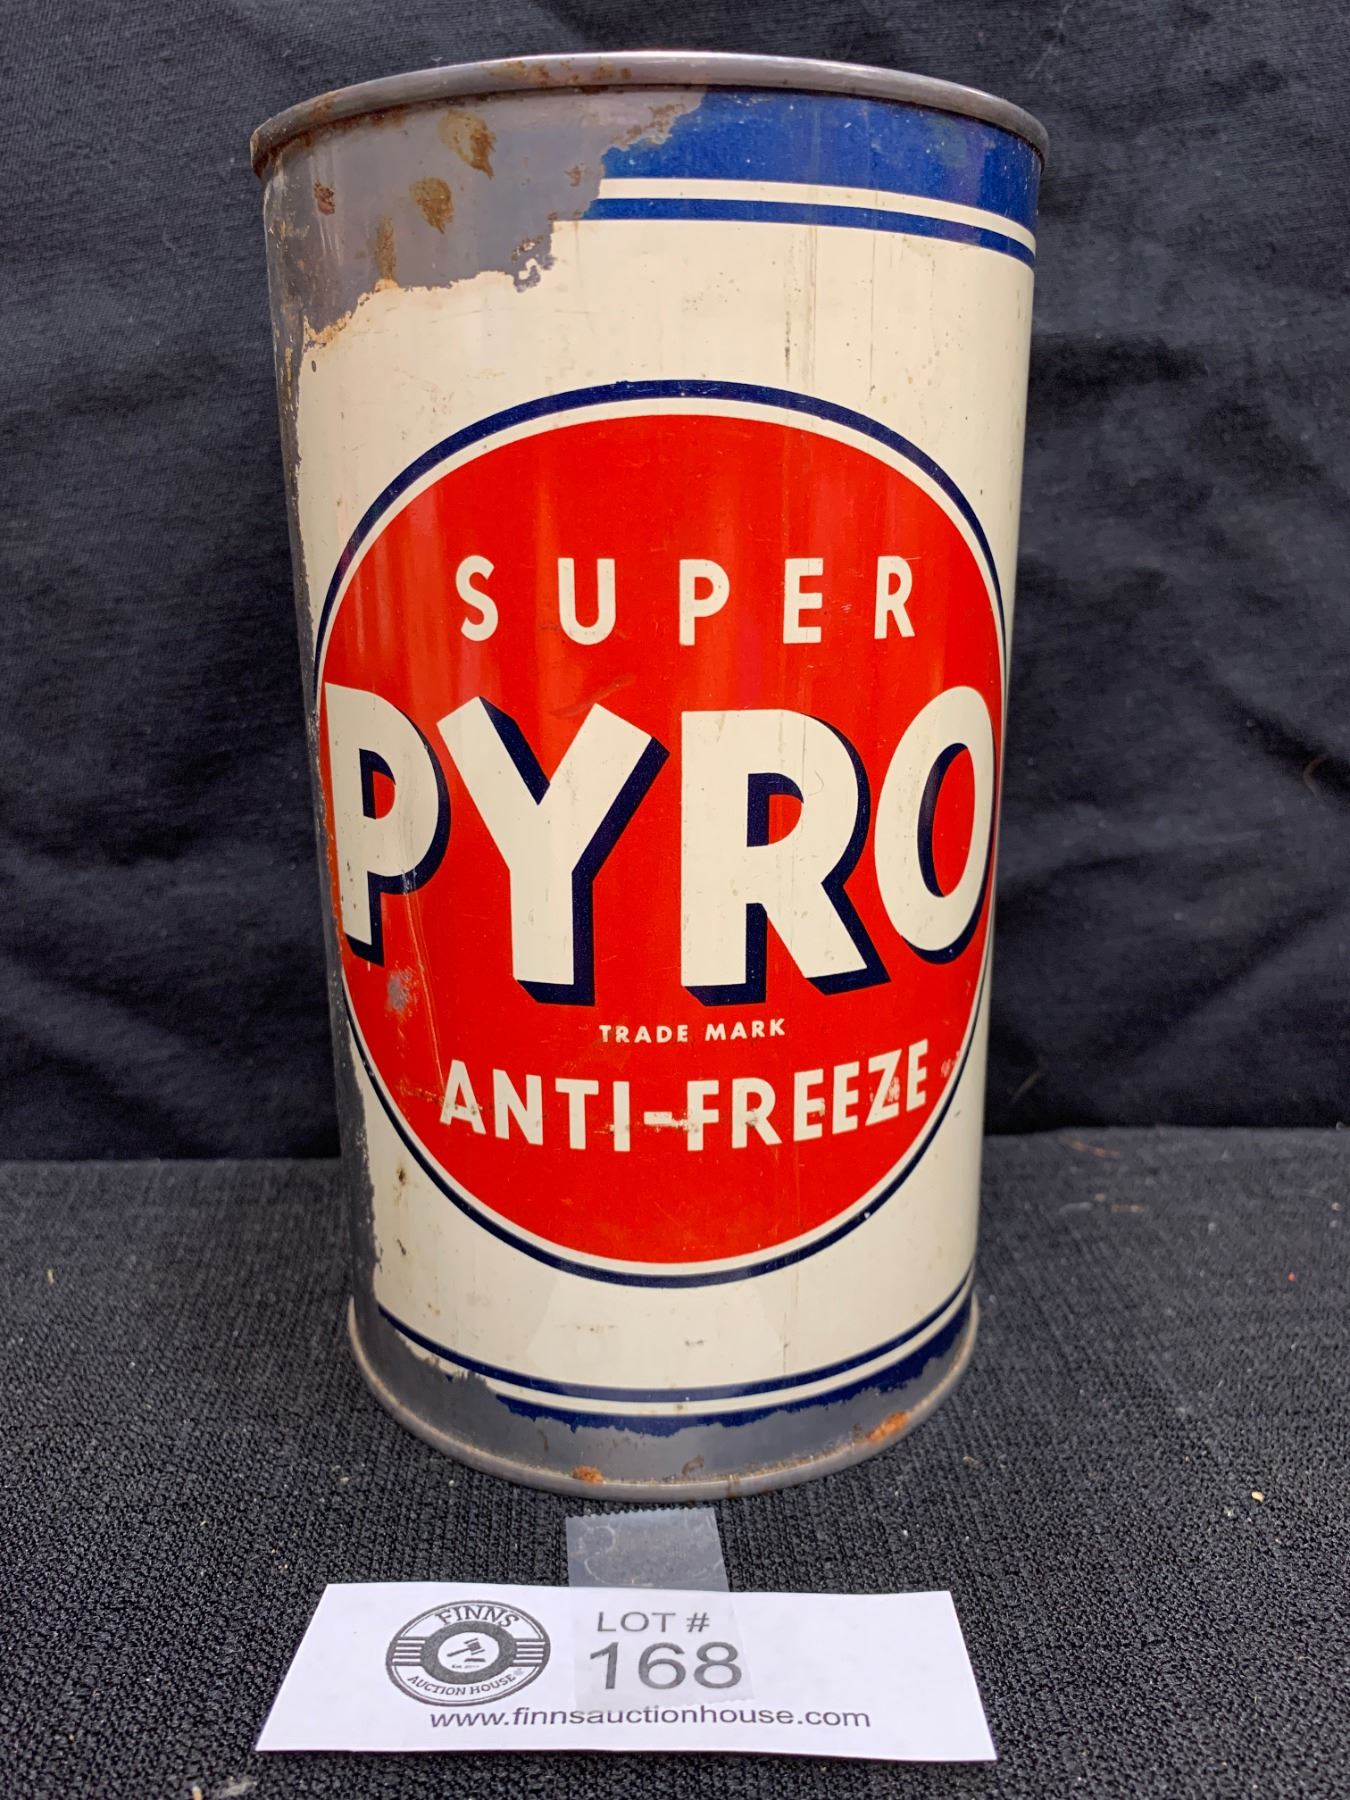 SUPER
PYRO
TRADE MARK
ANTI-FREEZE
FINNS
AUCTION HOUSE
LOT #
168
www.finnsauctionhouse.com